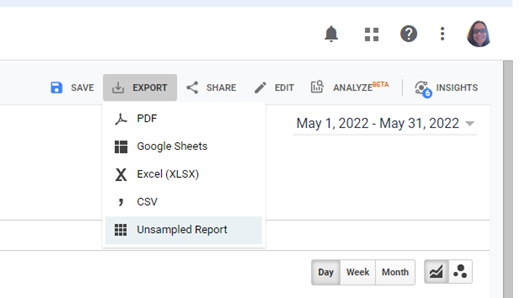 SAVE EXPORT SHARE EDIT ANALYZE BETA INSIGHTS
PDF
May 1, 2022 - May 31, 2022
Google Sheets
Excel (XLSX)
CSV
Unsampled Report
Day Week Month